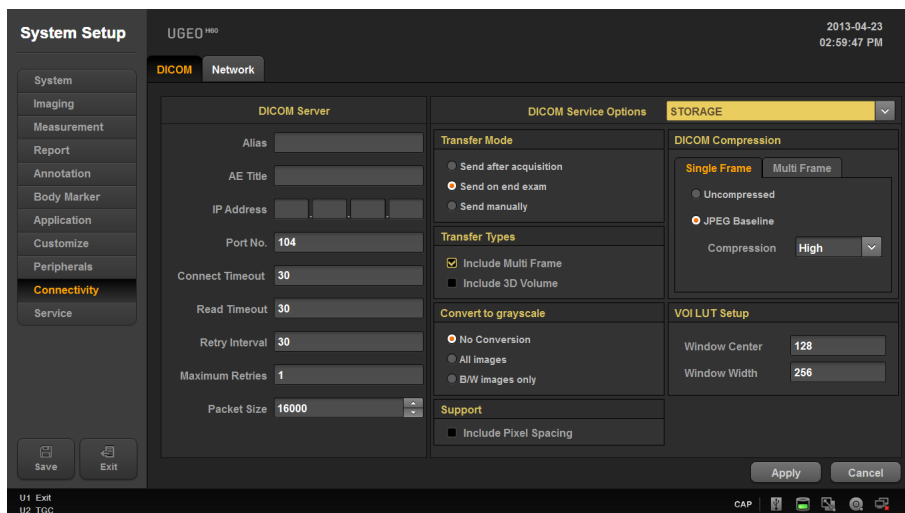 System Setup
UGEO H60
2013-04-23
02:59:47 PM
DICOM
Network
System
Imaging
Measurement
Report
Annotation
Body Marker
Application
Customize
Peripherals
Connectivity
Service
Save
Exit
DICOM Server
Alias
AE Title
IP Address . . .
Port No. 104
Connect Timeout 30
Read Timeout 30
Retry Interval 30
Maximum Retries 1
Packet Size 16000
DICOM Service Options STORAGE
Transfer Mode
Send after acquisition
Send on end exam
Send manually
Transfer Types
Include Multi Frame
Include 3D Volume
Convert to grayscale
No Conversion
All images
B/W images only
Support
Include Pixel Spacing
DICOM Compression
Single Frame
Multi Frame
Uncompressed
JPEG Baseline
Compression High
VOI LUT Setup
Window Center 128
Window Width 256
Apply
Cancel
U1 Exit
U2 TGC
CAP